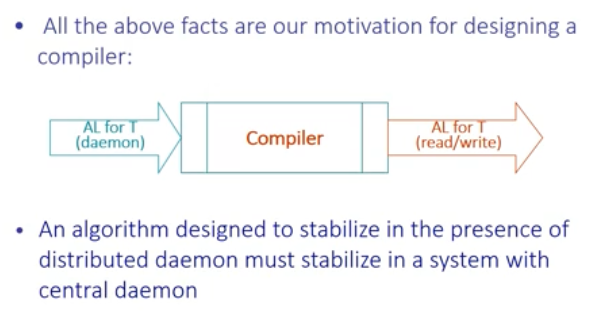 • All the above facts are our motivation for designing a
compiler:
AL for T
(daemon)
Compiler
AL for T
(read/write)
• An algorithm designed to stabilize in the presence of
distributed daemon must stabilize in a system with
central daemon